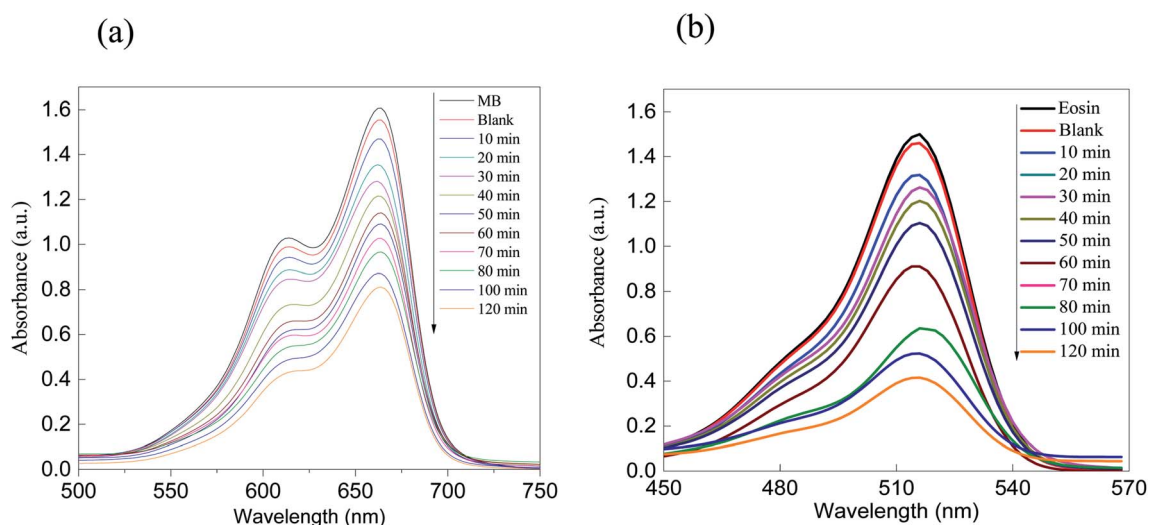 (a)
1.6
1.4
1.2
1.0
0.8
0.6
0.4
0.2
0.0
Absorbance (a.u.)
500
550
600
650
700
750
Wavelength (nm)
MB
Blank
10 min
20 min
30 min
40 min
50 min
60 min
70 min
80 min
100 min
120 min
(b)
1.6
1.4
1.2
1.0
0.8
0.6
0.4
0.2
0.0
Absorbance (a.u.)
450
480
510
540
570
Wavelength (nm)
Eosin
Blank
10 min
20 min
30 min
40 min
50 min
60 min
70 min
80 min
100 min
120 min